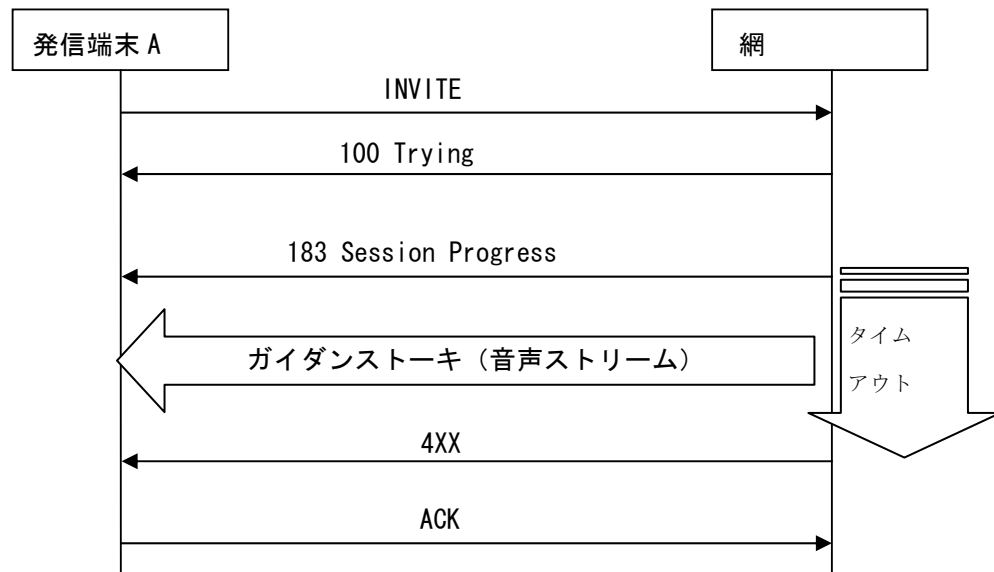 発信端末 A
網
INVITE
100 Trying
183 Session Progress
ガイダンストーキ（音声ストリーム）
タイム
アウト
4XX
ACK